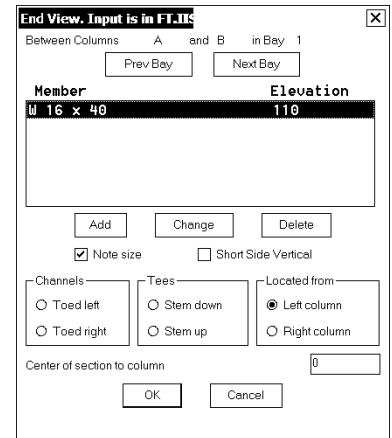 End View. Input is in FT.IIS
Between Columns A and B in Bay 1
Prev Bay Next Bay
Member Elevation
W 16 x 40 110
Add Change Delete
Note size Short Side Vertical
Channels Tees Located from
Toed left Stem down Left column
Toed right Stem up Right column
Center of section to column 0
OK Cancel